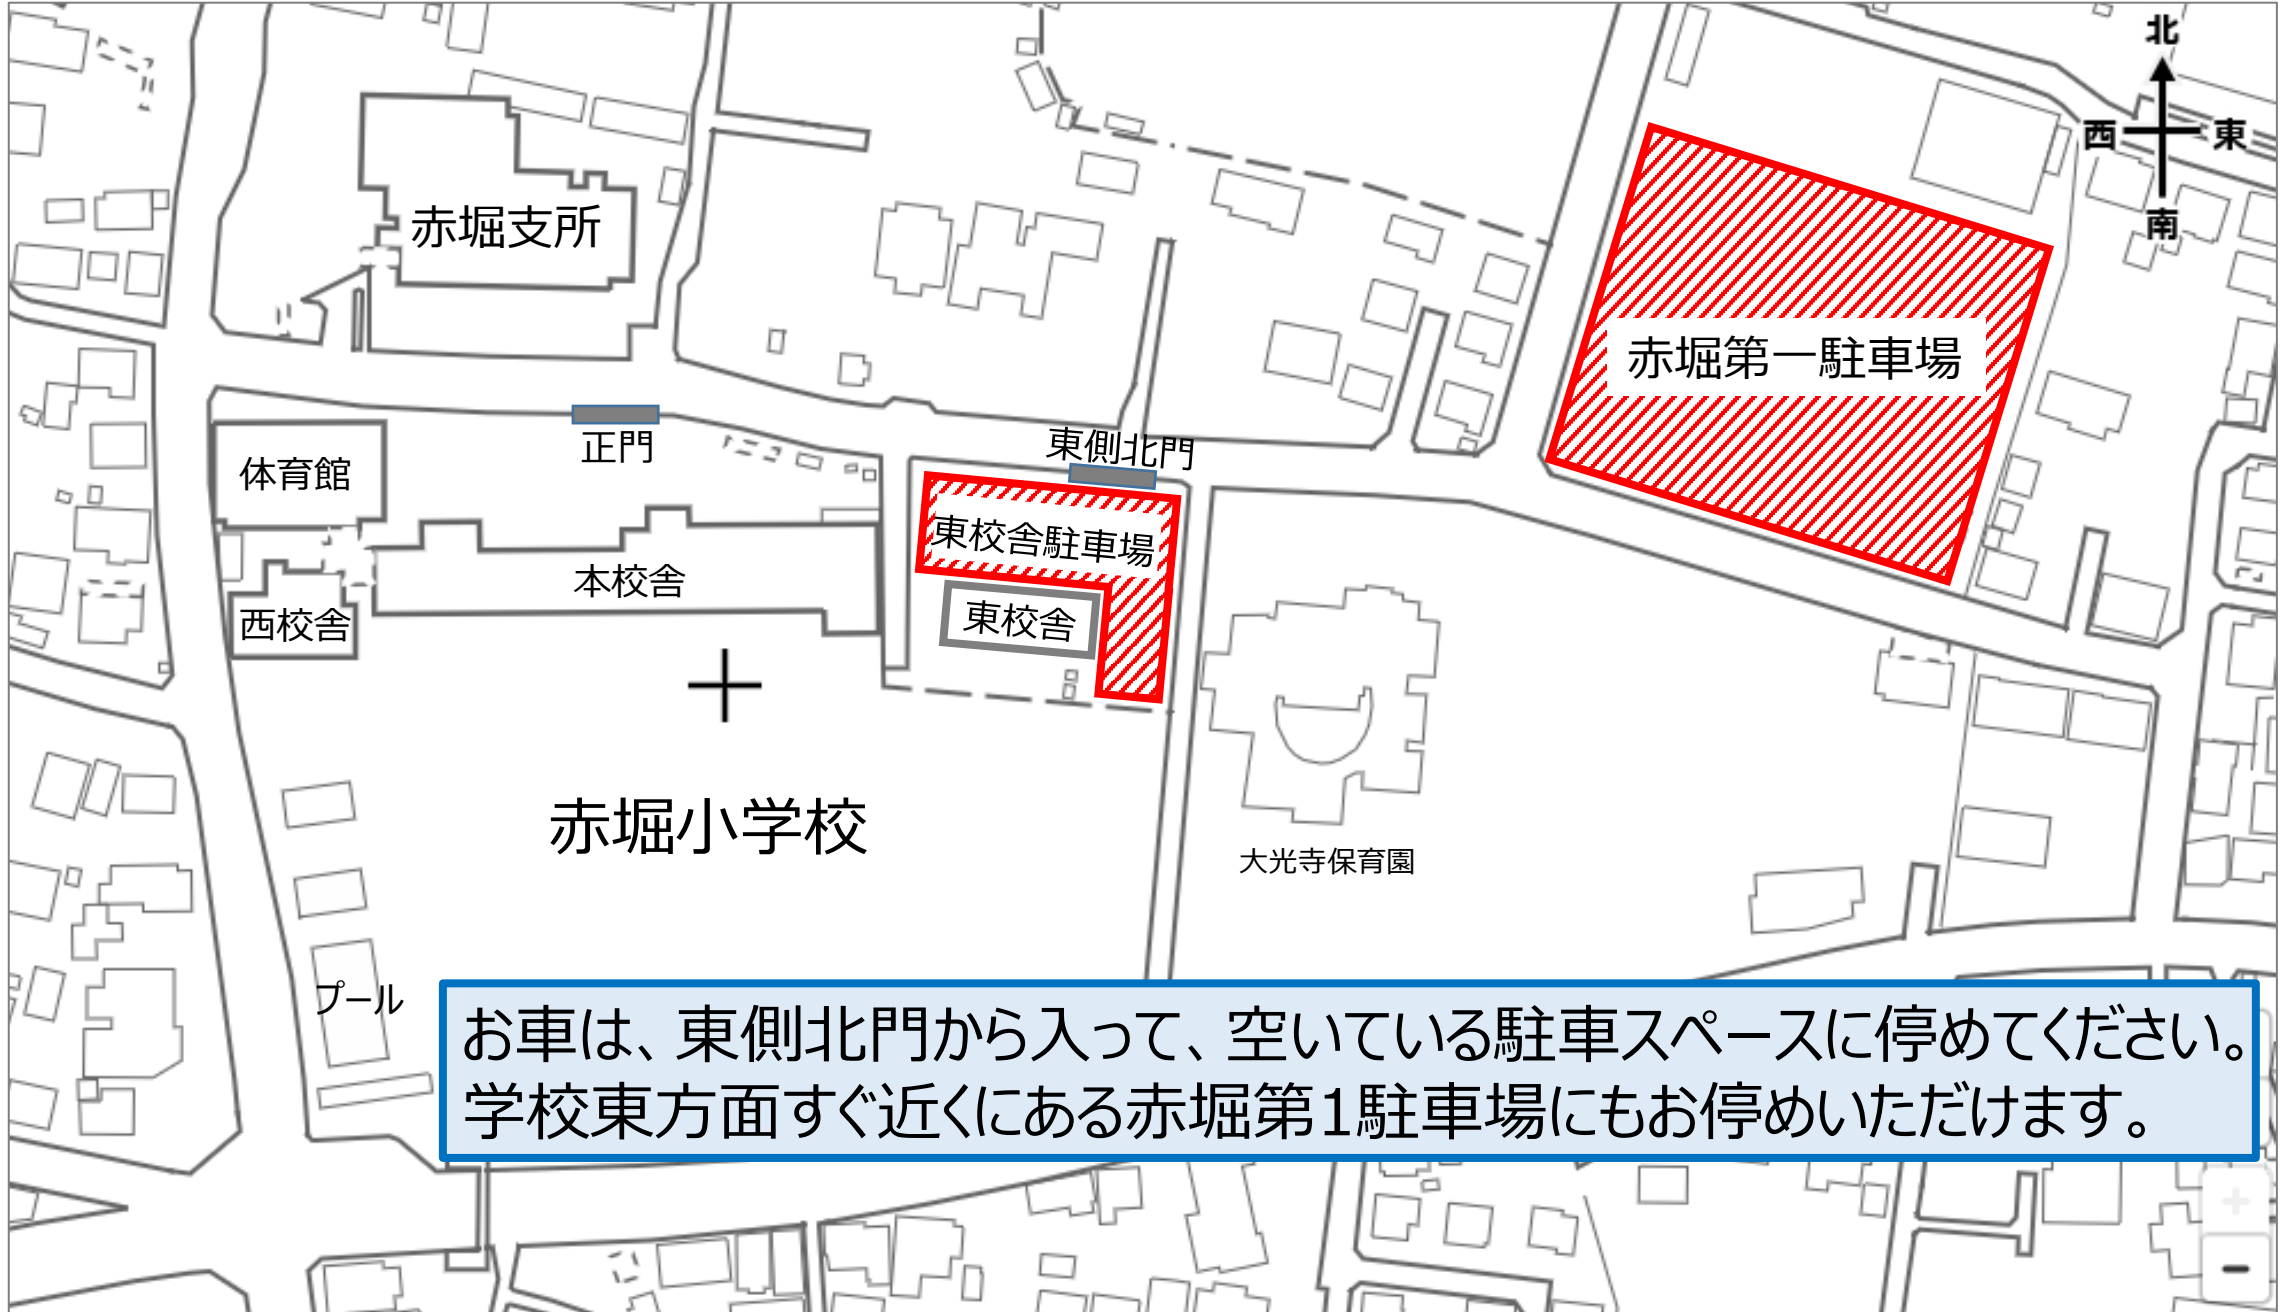 北
西
東
南
赤堀支所
赤堀第一駐車場
正門
東側北門
体育館
東校舎駐車場
本校舎
西校舎
東校舎
赤堀小学校
大光寺保育園
プール
お車は、東側北門から入って、空いている駐車スペースに停めてください。
学校東方面すぐ近くにある赤堀第1駐車場にもお停めいただけます。